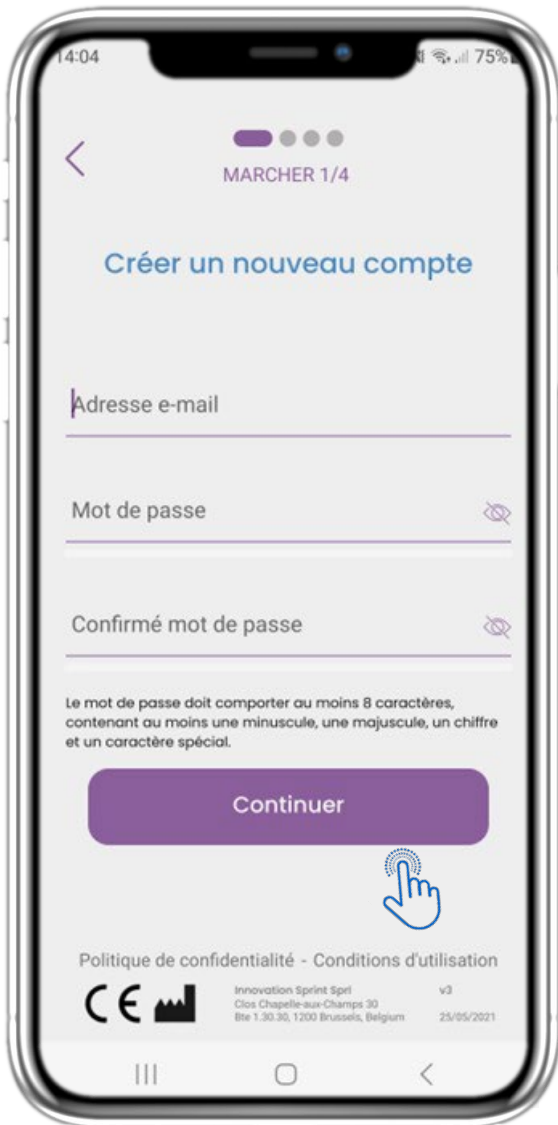 14:04
75%
MARCHER 1/4
Créer un nouveau compte
Adresse e-mail
Mot de passe
Confirmé mot de passe
Le mot de passe doit comporter au moins 8 caractères,
contenant au moins une minuscule, une majuscule, un chiffre
et un caractère spécial.
Continuer
Politique de confidentialité - Conditions d'utilisation
CE
Innovation Sprint Sprl
v3
Clos Chapelle-aux-Champs 30
Bte 1.30.30, 1200 Brussels, Belgium
25/05/2021